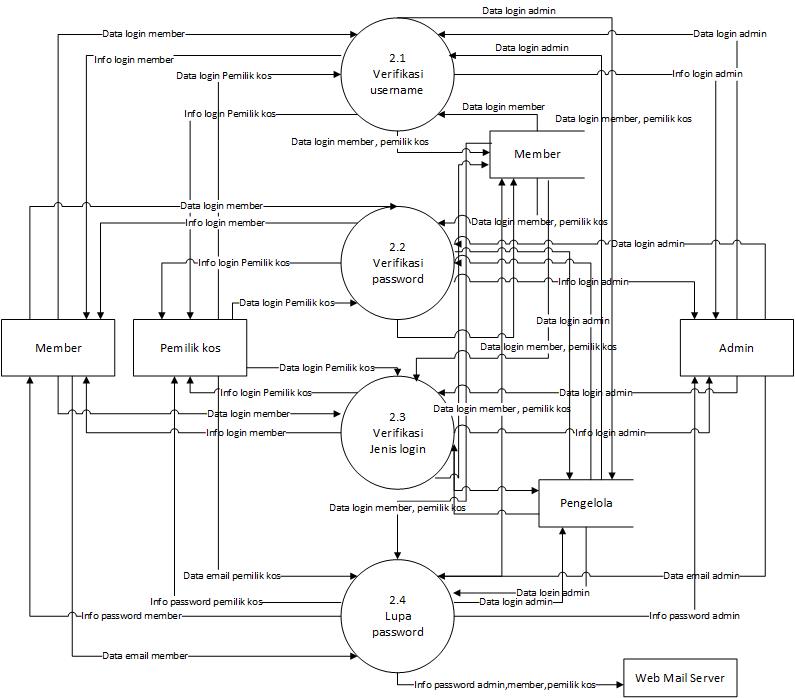 Data login admin
Data login member
Data login admin
Data login admin
Info login member
Data login Pemilik kos
2.1
Verifikasi
username
Info login admin
Info login Pemilik kos
Data login member
Data login member, pemilik kos
Data login member, pemilik kos
Member
Data login member
Info login member
Data login member, pemilik kos
Data login admin
2.2
Verifikasi
password
Info login Pemilik kos
Info login admin
Data login Pemilik kos
Data login admin
Member
Pemilik kos
Data login member, pemilik kos
Admin
Data login Pemilik kos
Info login Pemilik kos
Data login admin
Data login member
Data login member, pemilik kos
2.3
Verifikasi
Jenis login
Info login member
Info login admin
Data login member, pemilik kos
Pengelola
Data email pemilik kos
Data email admin
Info password pemilik kos
Data login admin
Data login admin
2.4
Lupa
password
Info password member
Info password admin
Data email member
Info password admin,member,pemilik kos
Web Mail Server